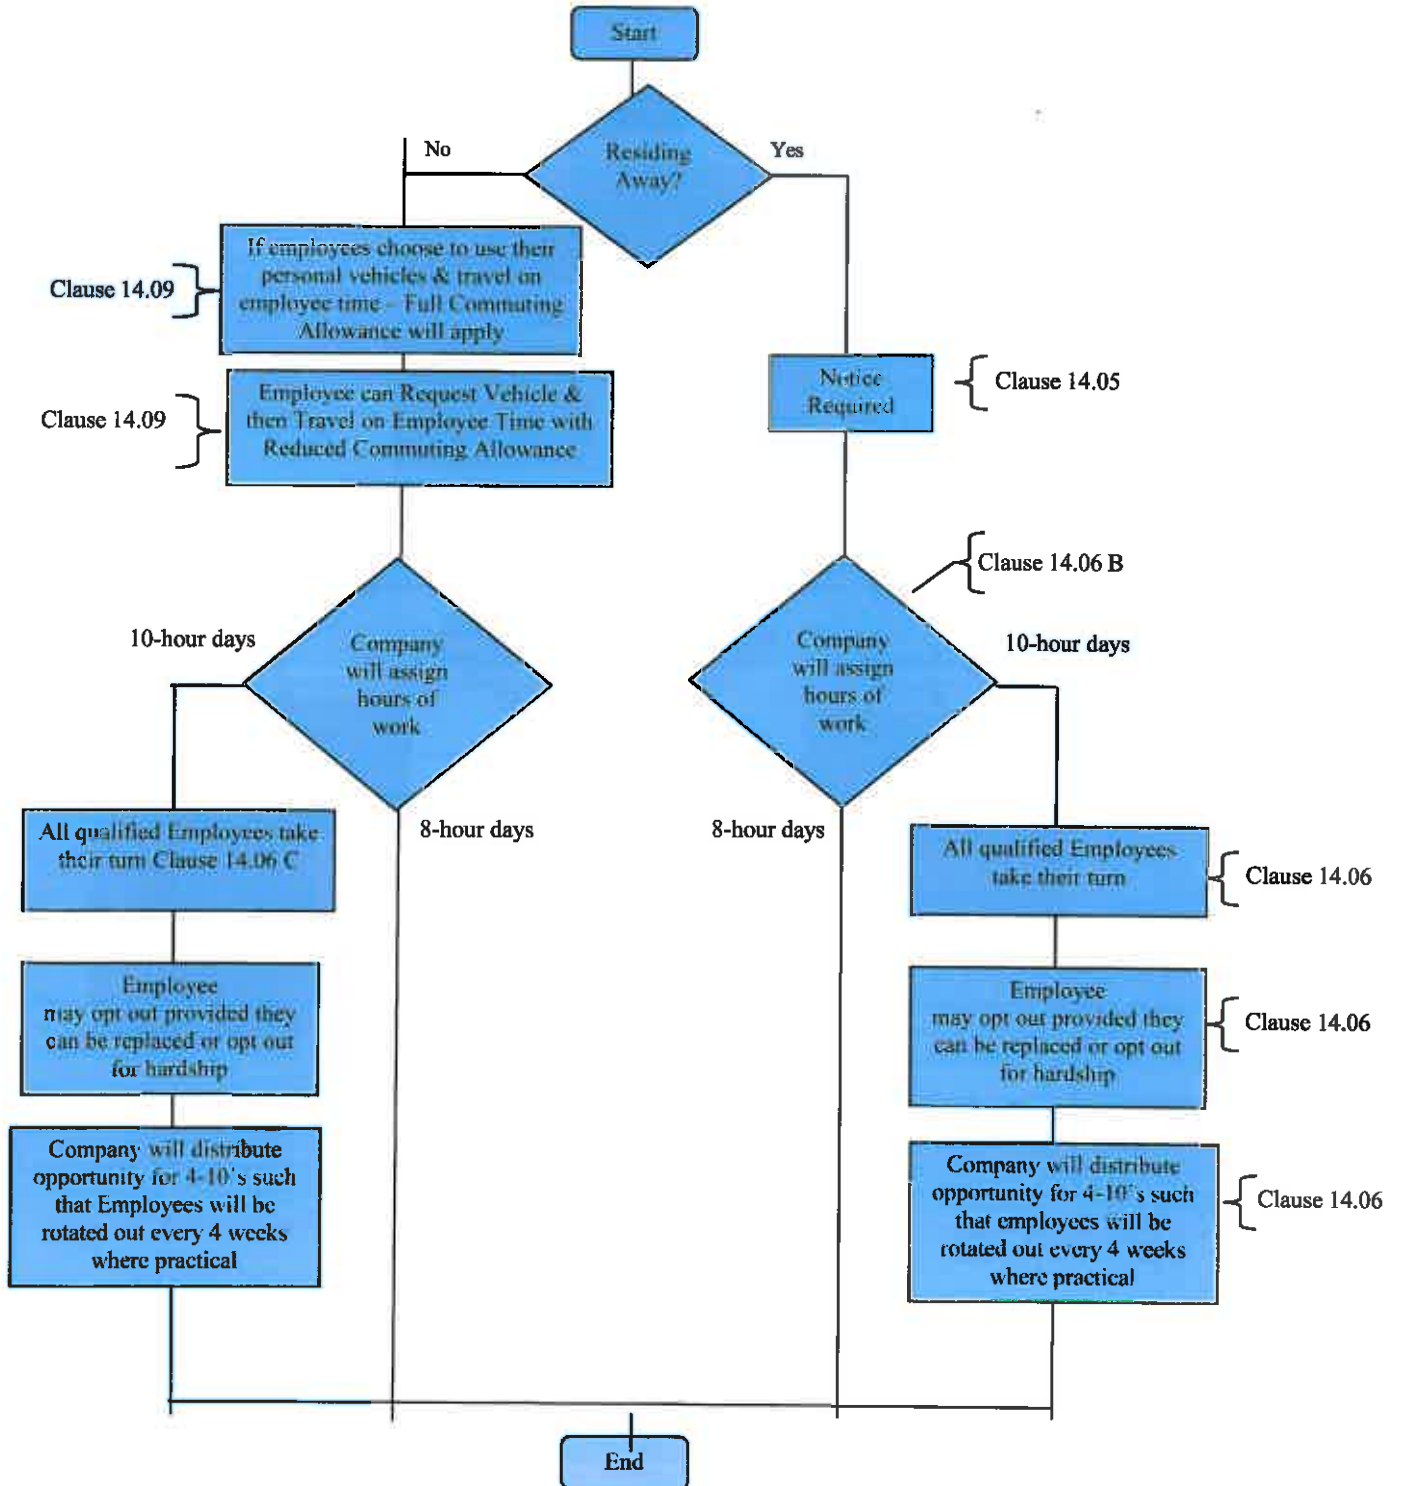 Start
Residing
Away?
No
Yes
If employees choose to use their
personal vehicles & travel on
employee time - Full Commuting
Allowance will apply
Clause 14.09
Employee can Request Vehicle &
then Travel on Employee Time with
Reduced Commuting Allowance
Clause 14.09
Notice
Required
Clause 14.05
Company
will assign
hours of
work
10-hour days
8-hour days
Clause 14.06 B
Company
will assign
hours of
work
10-hour days
8-hour days
All qualified Employees take
their turn Clause 14.06 C
Employee
may opt out provided they
can be replaced or opt out
for hardship
Company will distribute
opportunity for 4-10's such
that Employees will be
rotated out every 4 weeks
where practical
All qualified Employees
take their turn
Clause 14.06
Employee
may opt out provided they
can be replaced or opt out
for hardship
Clause 14.06
Company will distribute
opportunity for 4-10's such
that employees will be
rotated out every 4 weeks
where practical
Clause 14.06
End